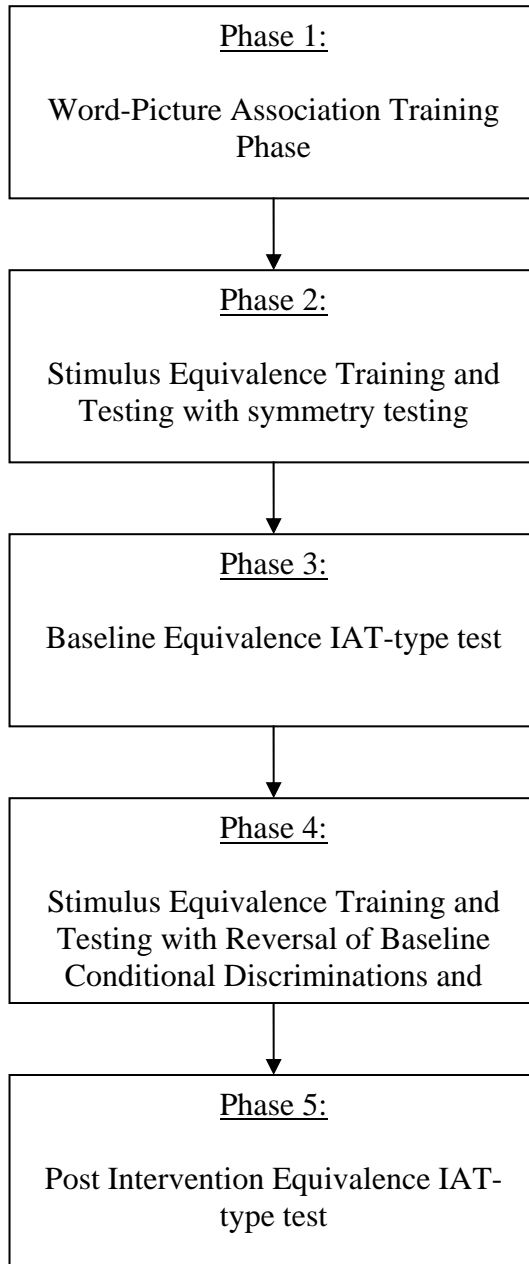 Phase 1:
Word-Picture Association Training
Phase
Phase 2:
Stimulus Equivalence Training and
Testing with symmetry testing
Phase 3:
Baseline Equivalence IAT-type test
Phase 4:
Stimulus Equivalence Training and
Testing with Reversal of Baseline
Conditional Discriminations and
Phase 5:
Post Intervention Equivalence IAT-
type test